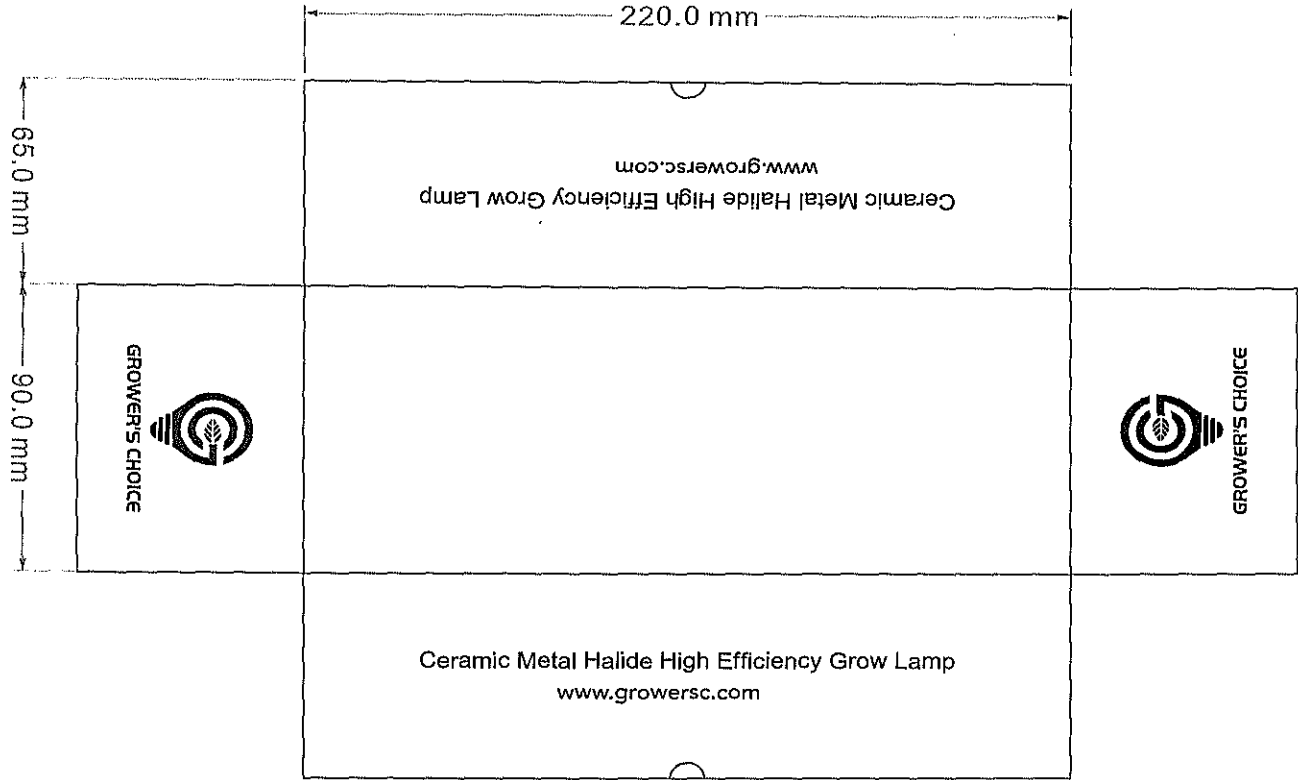 220.0 mm
65.0 mm
www.growersc.com
Ceramic Metal Halide High Efficiency Grow Lamp
90.0 mm
GROWER'S CHOICE
GROWER'S CHOICE
Ceramic Metal Halide High Efficiency Grow Lamp
www.growersc.com